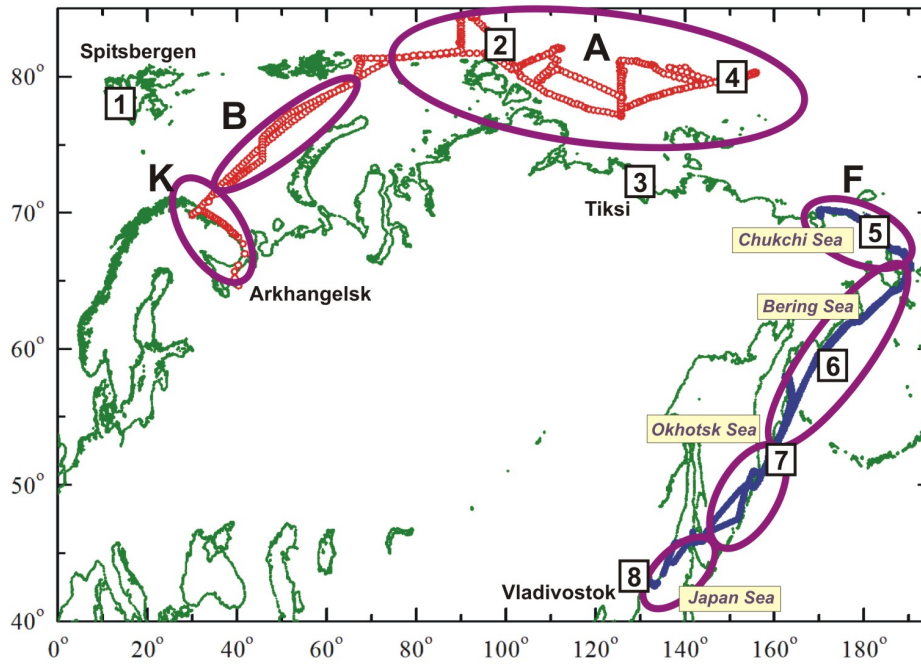 Spitsbergen
2
A
80°
1
4
B
K
3
F
Tiksi
70°
5
Chukchi Sea
Arkhangelsk
Bering Sea
60°
6
Okhotsk Sea
7
50°
8
Vladivostok
Japan Sea
40°
0° 20° 40° 60° 80° 100° 120° 140° 160° 180°